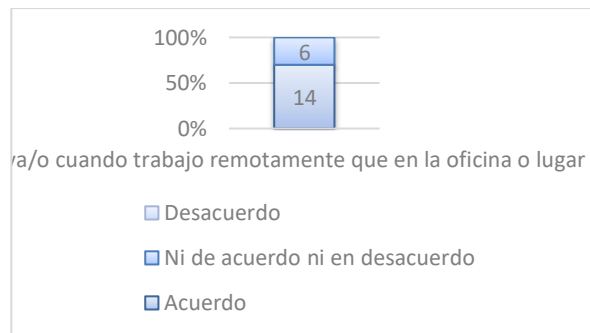 100%
6
50%
14
0%
va/o cuando trabajo remotamente que en la oficina o lugar
Desacuerdo
Ni de acuerdo ni en desacuerdo
Acuerdo